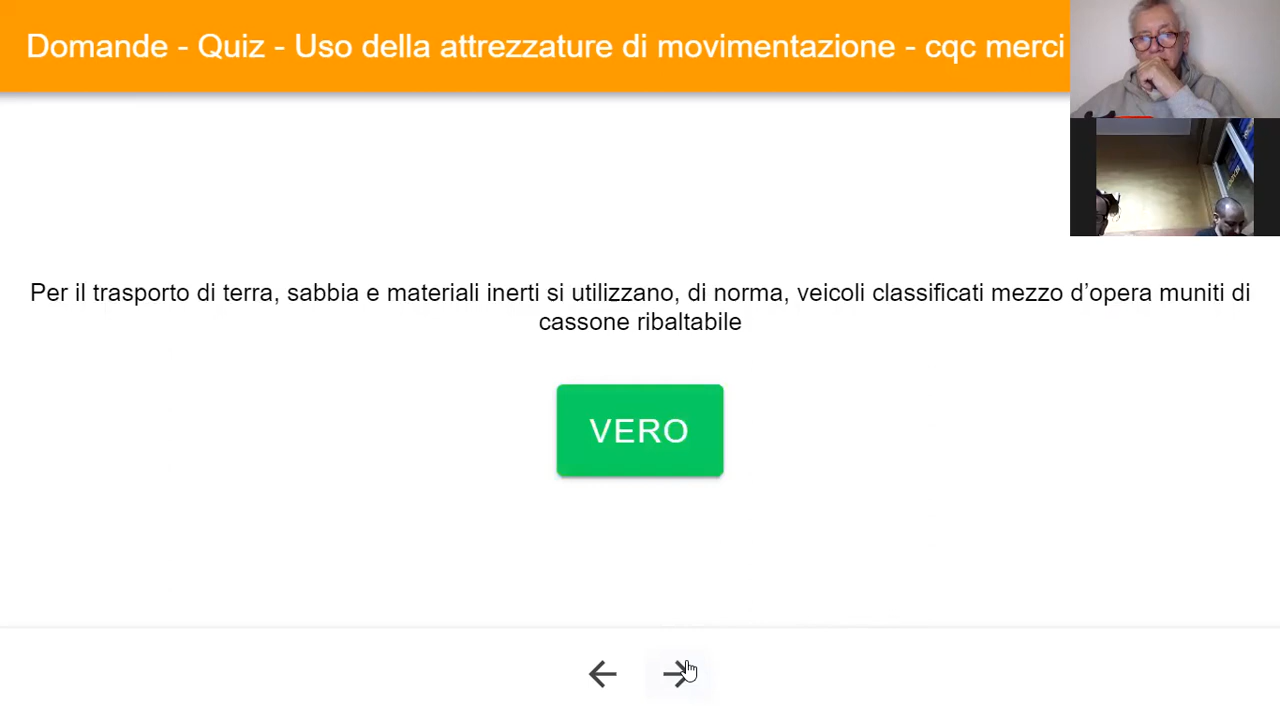 Domande - Quiz - Uso della attrezzature di movimentazione - cqc merci
Per il trasporto di terra, sabbia e materiali inerti si utilizzano, di norma, veicoli classificati mezzo d’opera muniti di
cassone ribaltabile
VERO